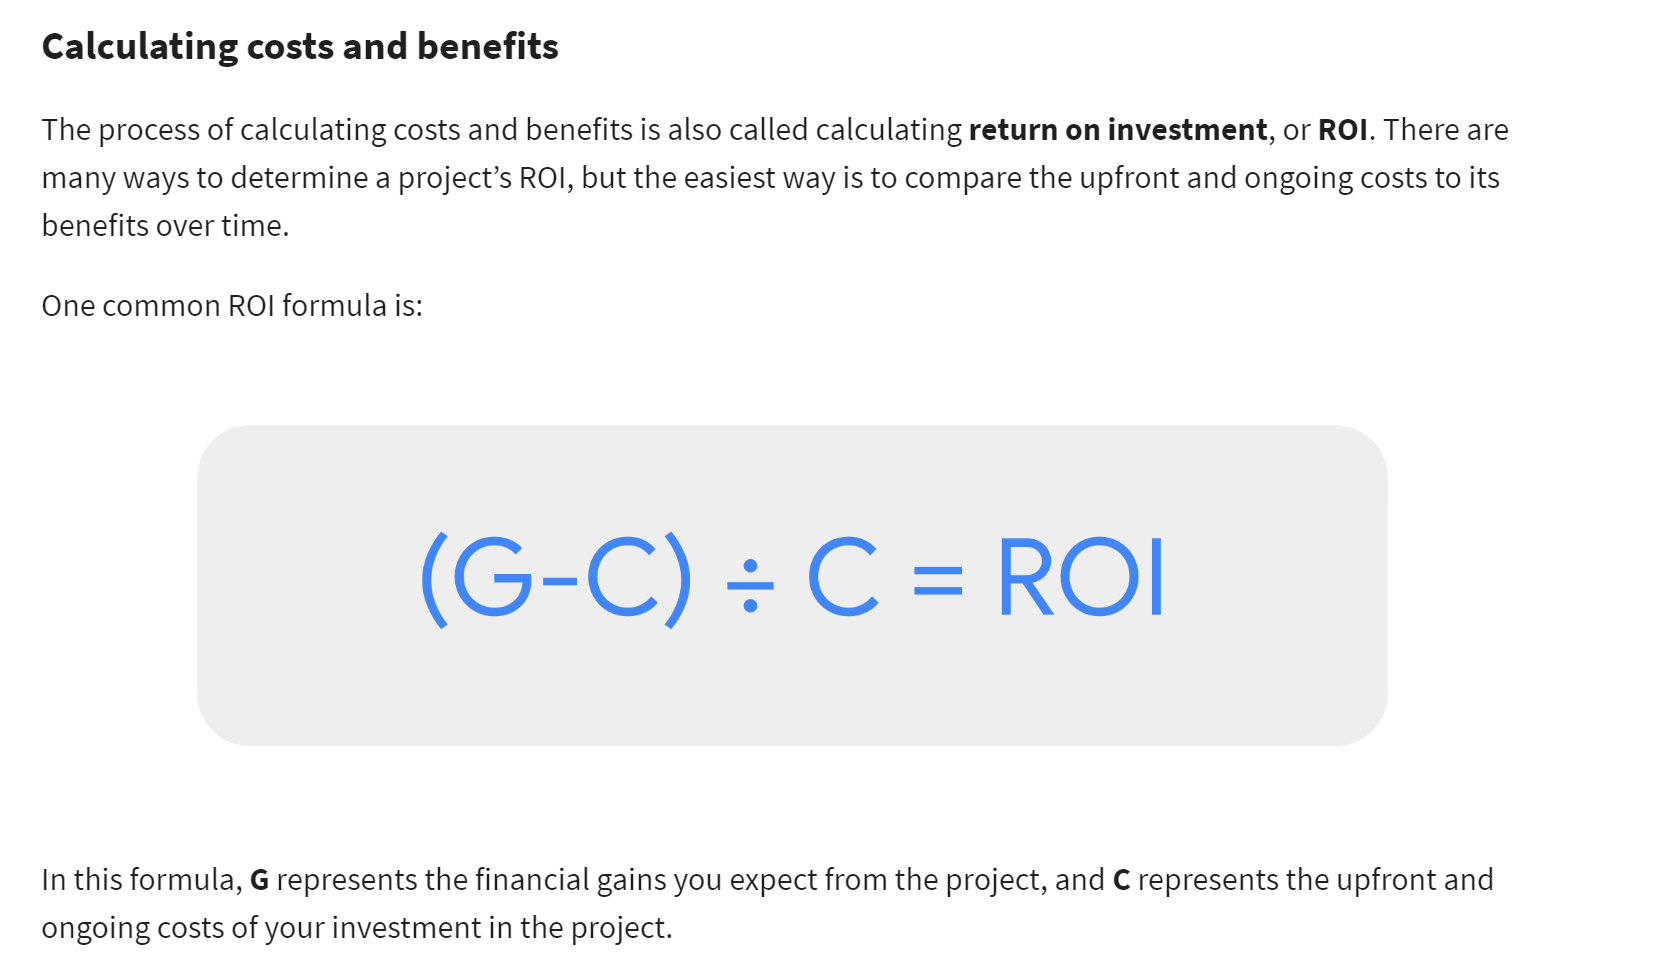 Calculating costs and benefits
The process of calculating costs and benefits is also called calculating return on investment, or ROI. There are
many ways to determine a project’s ROI, but the easiest way is to compare the upfront and ongoing costs to its
benefits over time.
One common ROI formula is:
(G-C) ÷ C = ROI
In this formula, G represents the financial gains you expect from the project, and C represents the upfront and
ongoing costs of your investment in the project.